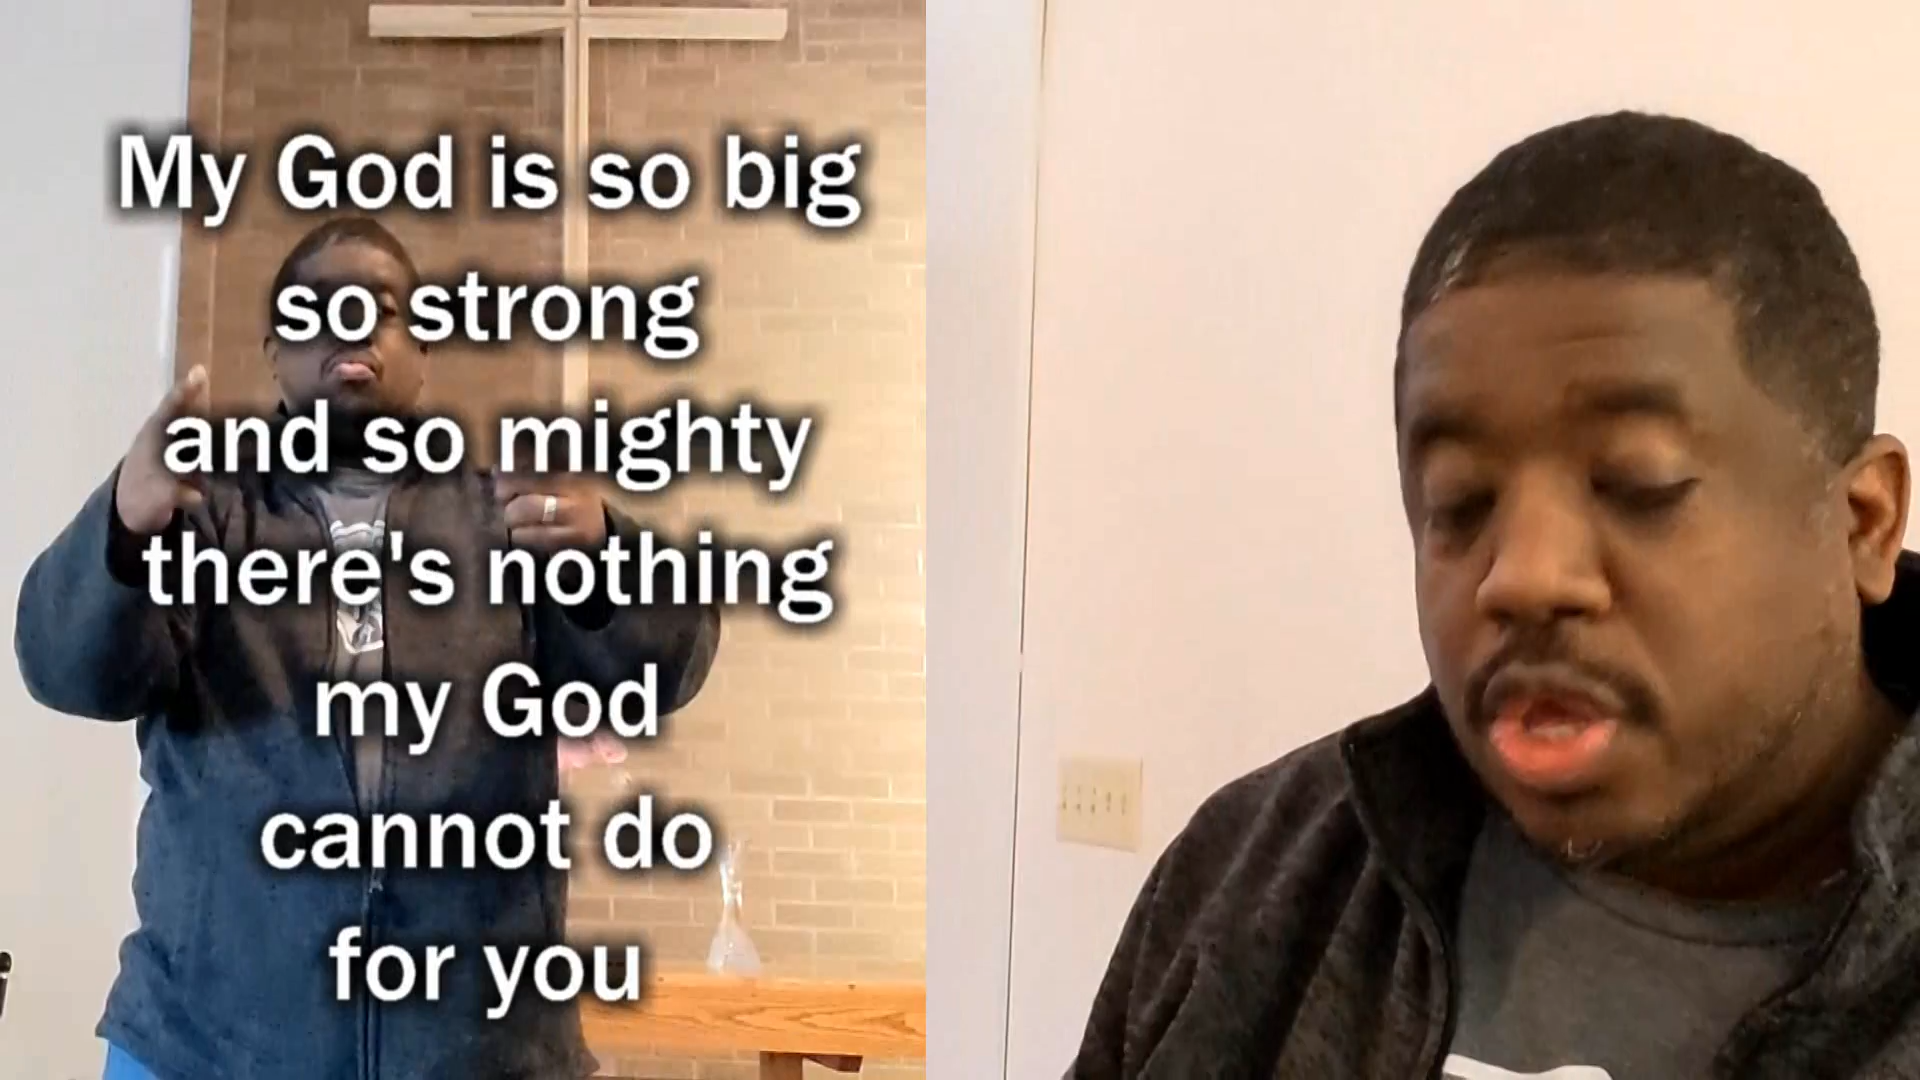 My God is so big
so strong
and so mighty
there's nothing
my God
cannot do
for you